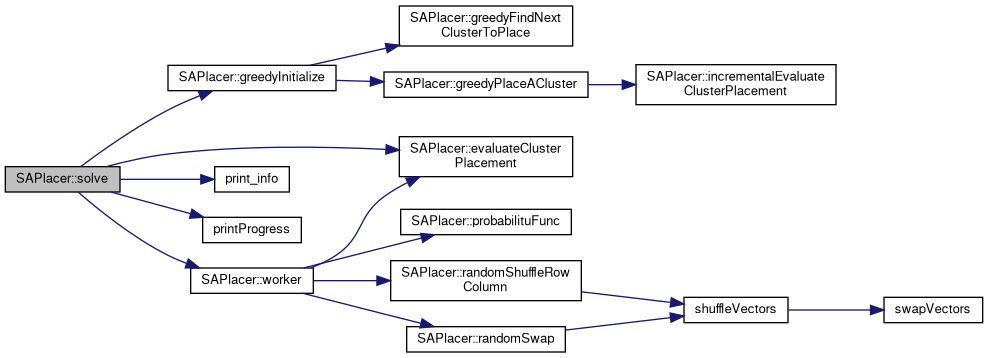 SAPlacer::solve
SAPlacer::greedyInitialize
SAPlacer::greedyFindNext
ClusterToPlace
SAPlacer::greedyPlaceACluster
SAPlacer::incrementalEvaluate
ClusterPlacement
SAPlacer::evaluateCluster
Placement
print_info
printProgress
SAPlacer::worker
SAPlacer::probabilituFunc
SAPlacer::randomShuffleRow
Column
SAPlacer::randomSwap
shuffleVectors
swapVectors